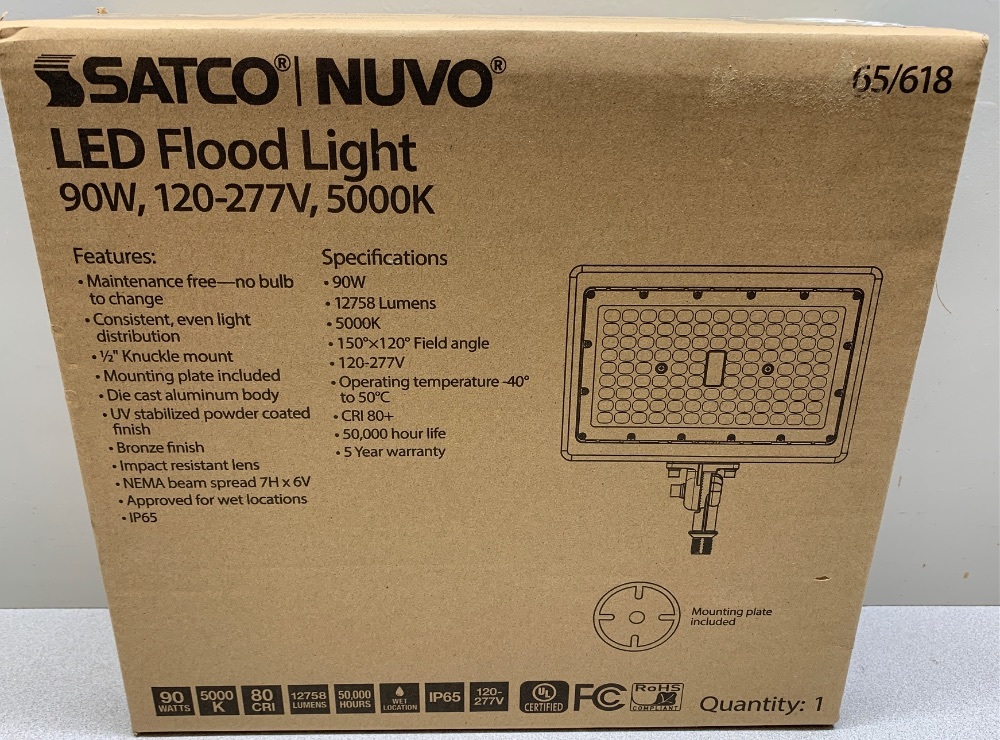 SATCO® | NUVO®
65/618
LED Flood Light
90W, 120-277V, 5000K
Features:
• Maintenance free—no bulb
to change
• Consistent, even light
distribution
• ½" Knuckle mount
• Mounting plate included
• Die cast aluminum body
• UV stabilized powder coated
finish
• Bronze finish
• Impact resistant lens
• NEMA beam spread 7H x 6V
• Approved for wet locations
• IP65
Specifications
• 90W
• 12758 Lumens
• 5000K
• 150°x120° Field angle
• 120-277V
• Operating temperature -40°
to 50°C
• CRI 80+
• 50,000 hour life
• 5 Year warranty
Mounting plate
included
90
WATTS
5000
K
80
CRI
12758
LUMENS
50,000
HOURS
WET
LOCATION
IP65
120-
277V
UL
CERTIFIED
FC
RoHS
COMPLIANT
Quantity: 1